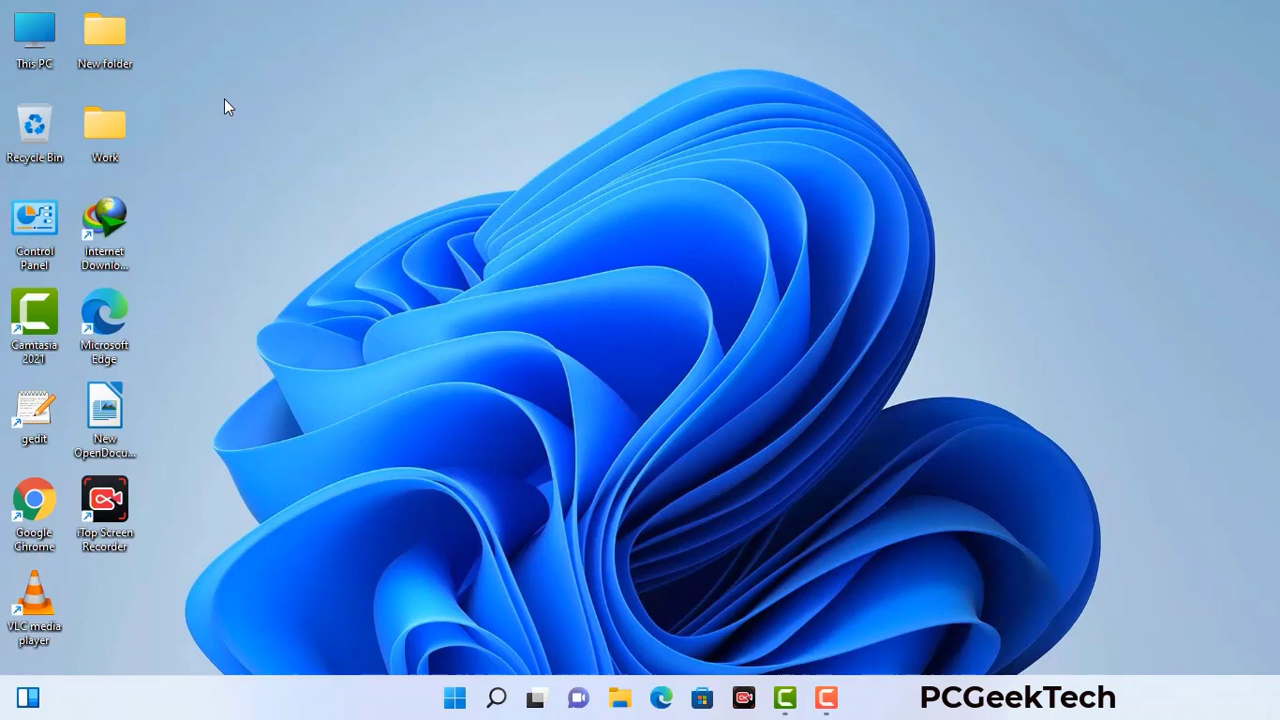 This PC
New folder
Recycle Bin
Work
Control
Panel
Internet
Downlo...
Camtasia
2021
Microsoft
Edge
gedit
New
OpenDocu...
Google
Chrome
iTop Screen
Recorder
VLC media
player
PCGeekTech